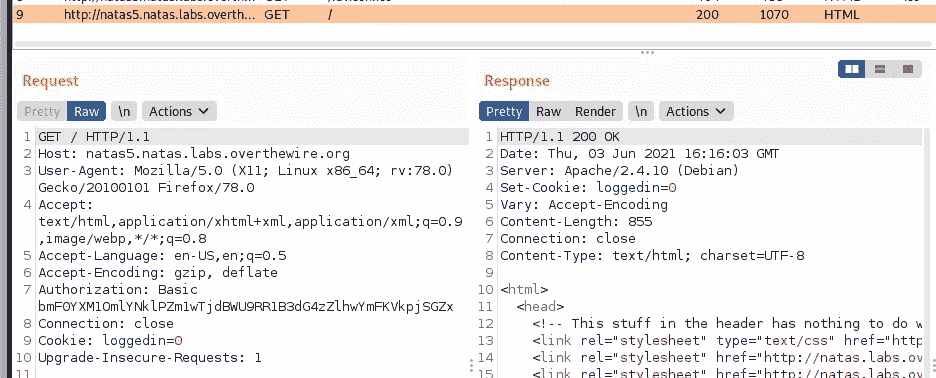 9 http://natas5.natas.labs.overth... GET / 200 1070 HTML
Request
Pretty Raw \n Actions
1 GET / HTTP/1.1
2 Host: natas5.natas.labs.overthewire.org
3 User-Agent: Mozilla/5.0 (X11; Linux x86_64; rv:78.0)
Gecko/20100101 Firefox/78.0
4 Accept:
text/html,application/xhtml+xml,application/xml;q=0.9
,image/webp,*/*;q=0.8
5 Accept-Language: en-US,en;q=0.5
6 Accept-Encoding: gzip, deflate
7 Authorization: Basic
8 Connection: close
9 Cookie: loggedin=0
10 Upgrade-Insecure-Requests: 1
11
Response
Pretty Raw Render \n Actions
1 HTTP/1.1 200 OK
2 Date: Thu, 03 Jun 2021 16:16:03 GMT
3 Server: Apache/2.4.10 (Debian)
4 Set-Cookie: loggedin=0
5 Vary: Accept-Encoding
6 Content-Length: 855
7 Connection: close
8 Content-Type: text/html; charset=UTF-8
9
10 <html>
11 <head>
12 <!-- This stuff in the header has nothing to do w
13 <link rel="stylesheet" type="text/css" href="http
14 <link rel="stylesheet" href="http://natas.labs.ov
15 <link rel="stylesheet" href="http://natas.labs.ov